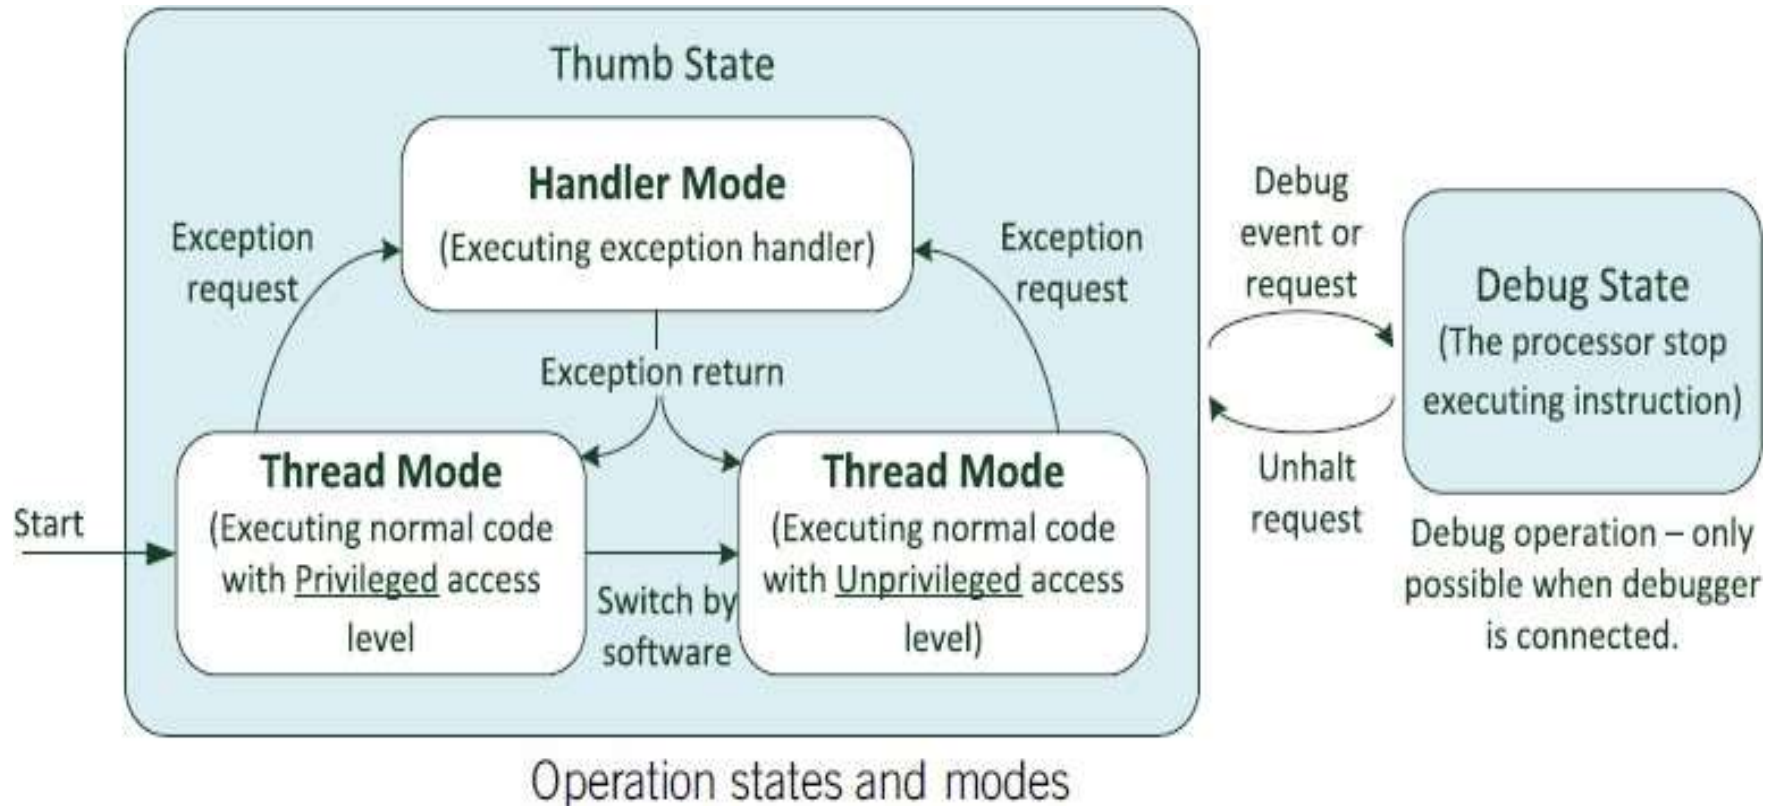 Thumb State
Handler Mode
(Executing exception handler)
Exception
request
Exception
request
Exception return
Start
Thread Mode
(Executing normal code
with Privileged access
level
Switch by
software
Thread Mode
(Executing normal code
with Unprivileged access
level)
Debug
event or
request
Unhalt
request
Debug State
(The processor stop
executing instruction)
Debug operation – only
possible when debugger
is connected.
Operation states and modes